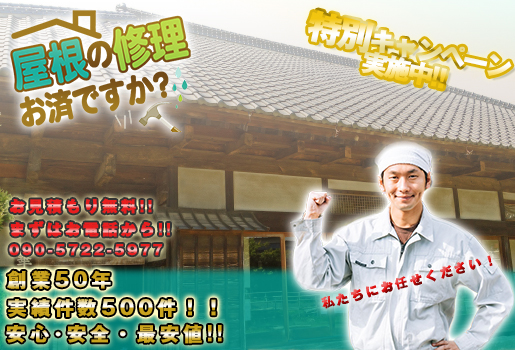 屋根の修理
お済ですか？
特別キャンペーン
実施中!!
お見積もり無料!!
まずはお電話から!!
090-5722-5977
創業50年
実績件数500件！！
安心・安全・最安値!!
私たちにお任せください！